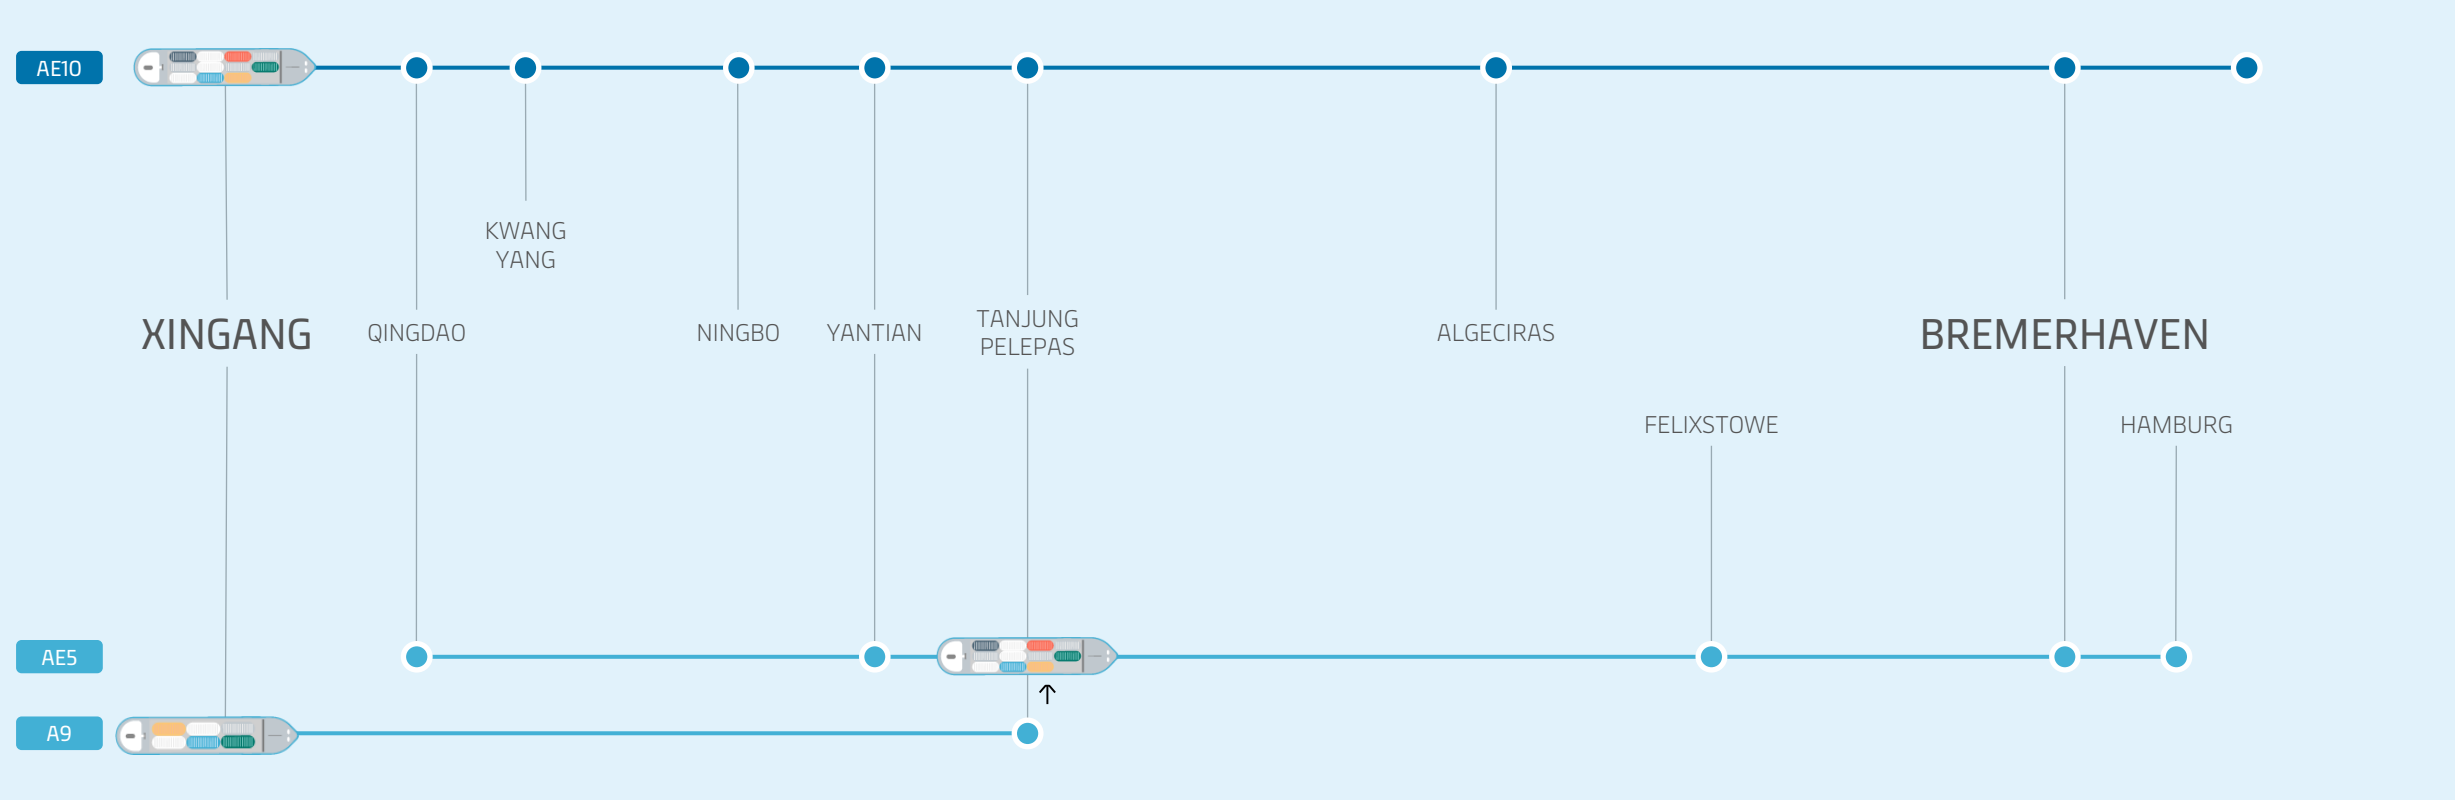 AE10
KWANG
YANG
XINGANG
QINGDAO
NINGBO
YANTIAN
TANJUNG
PELEPAS
ALGECIRAS
BREMERHAVEN
FELIXSTOWE
HAMBURG
AE5
A9